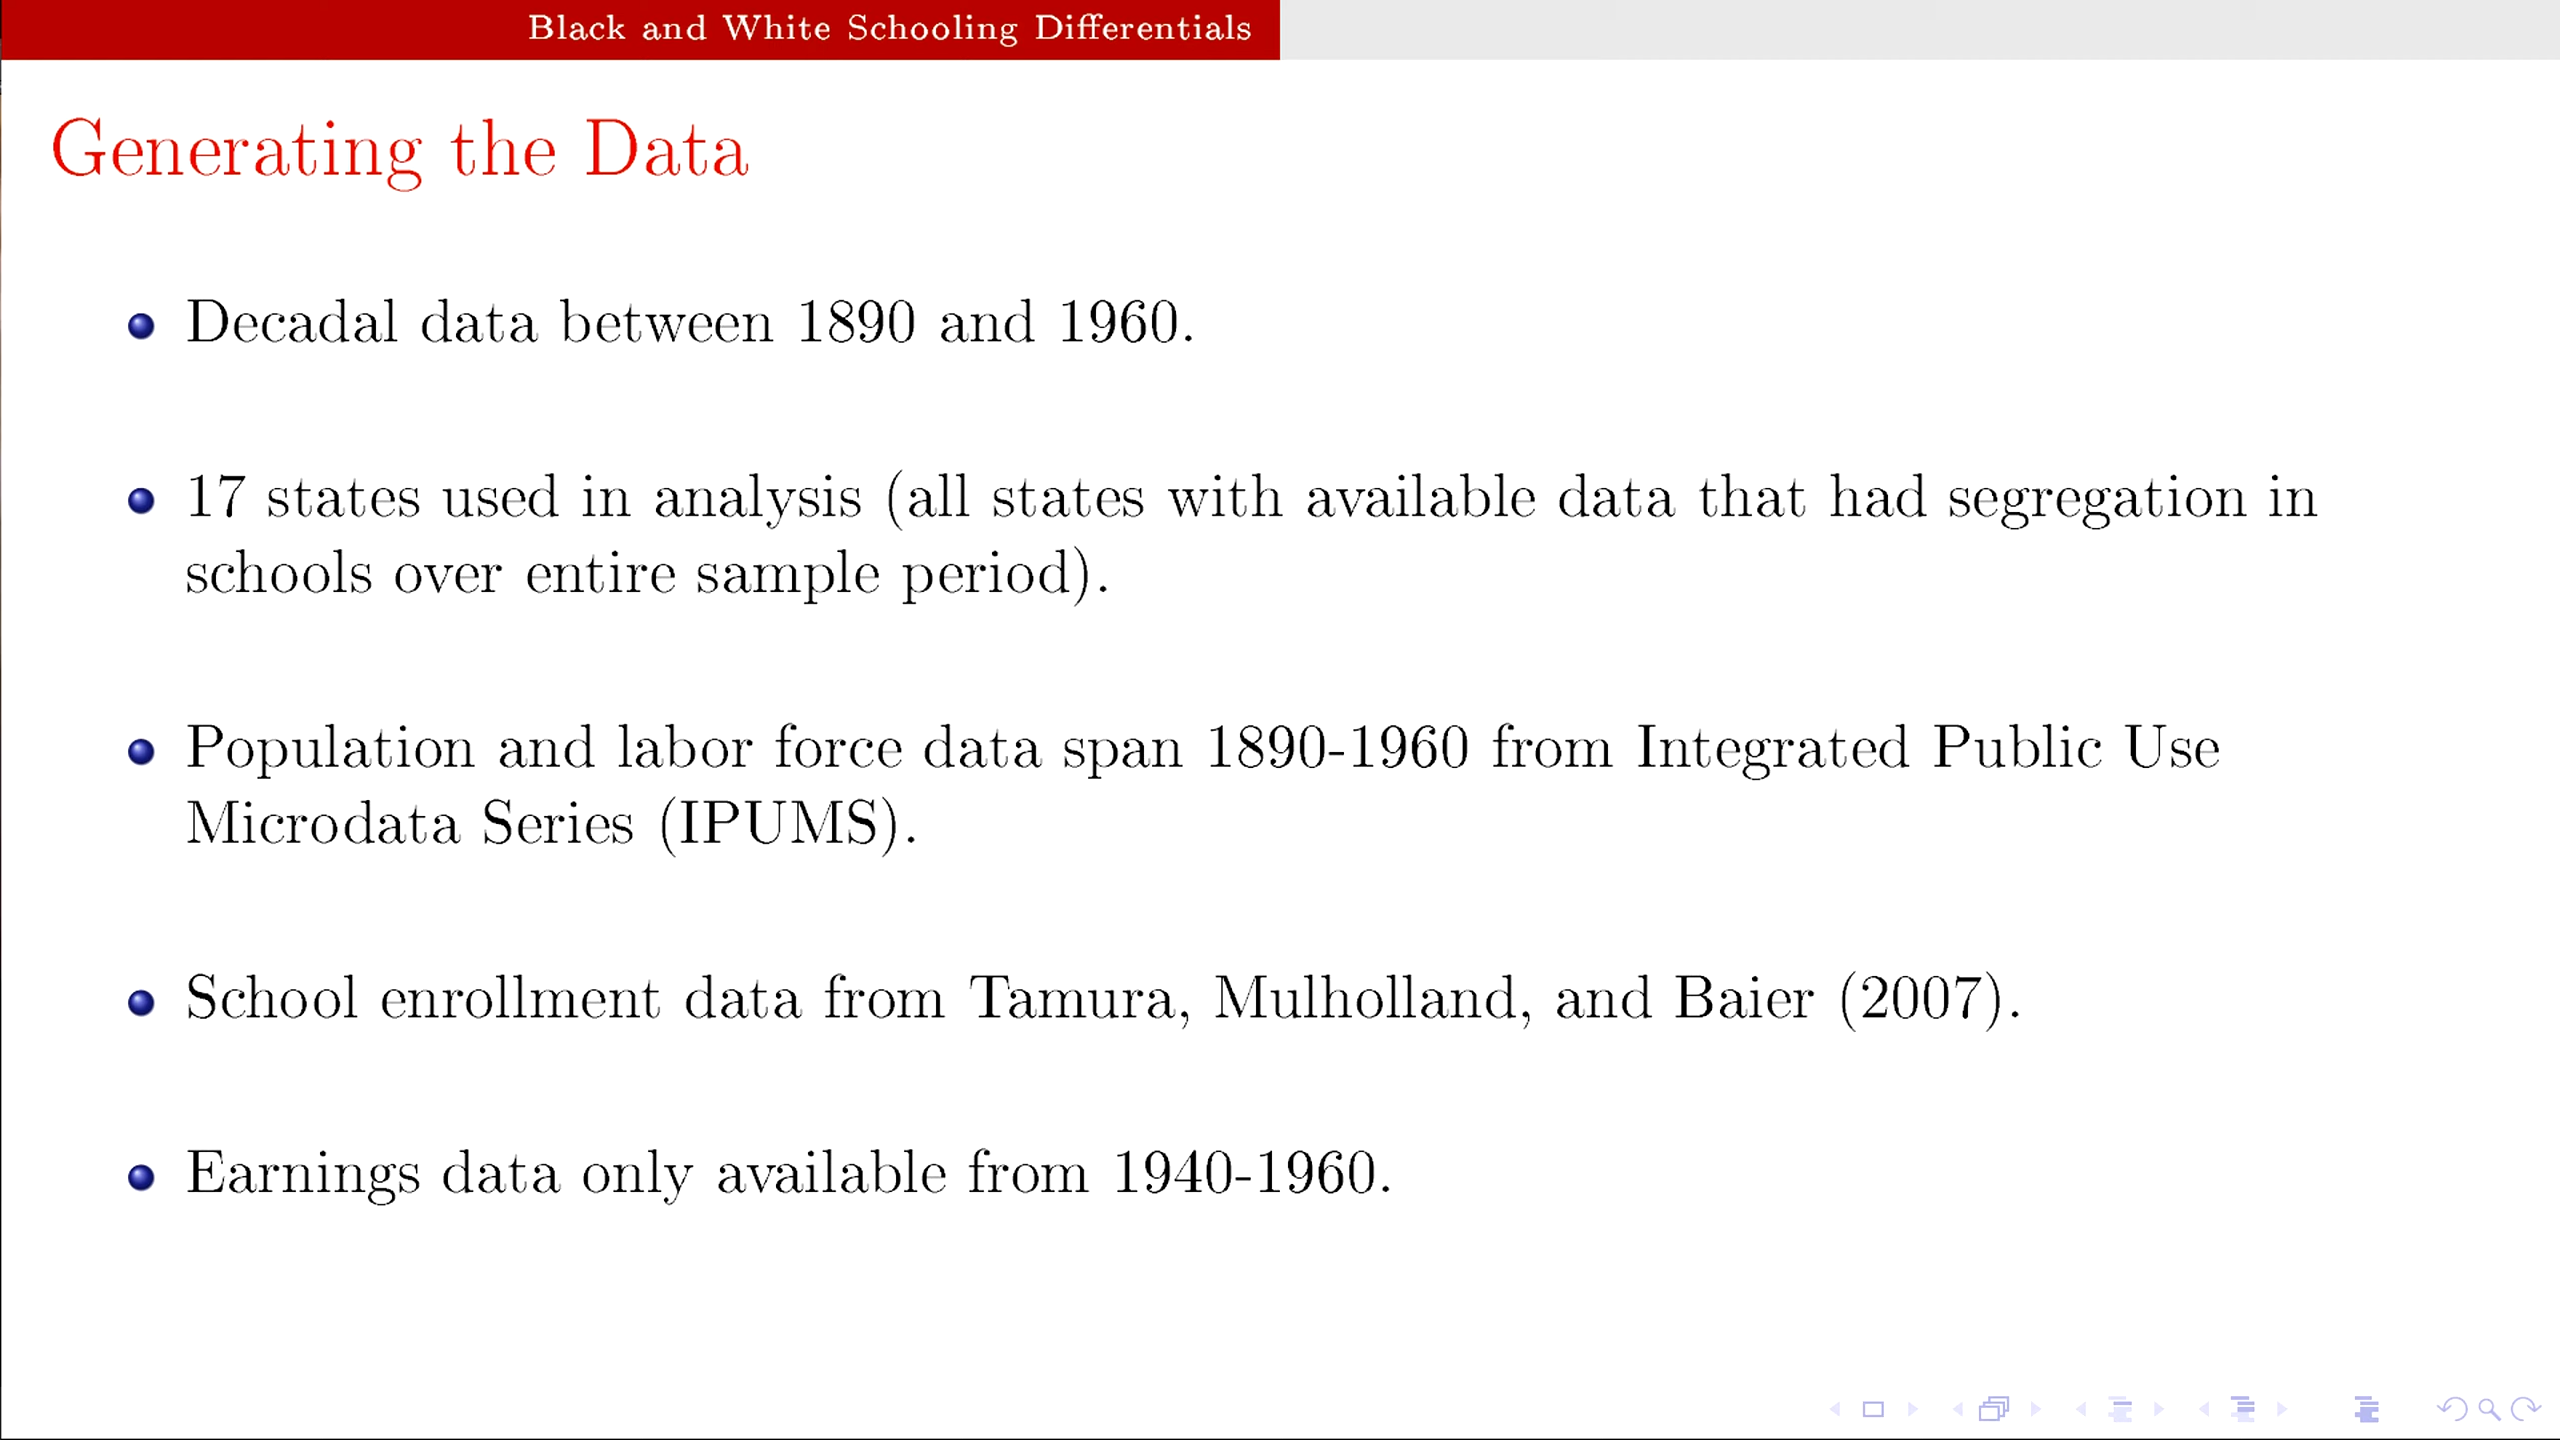 Black and White Schooling Differentials
Generating the Data
Decadal data between 1890 and 1960.
17 states used in analysis (all states with available data that had segregation in
schools over entire sample period).
Population and labor force data span 1890-1960 from Integrated Public Use
Microdata Series (IPUMS).
School enrollment data from Tamura, Mulholland, and Baier (2007).
Earnings data only available from 1940-1960.